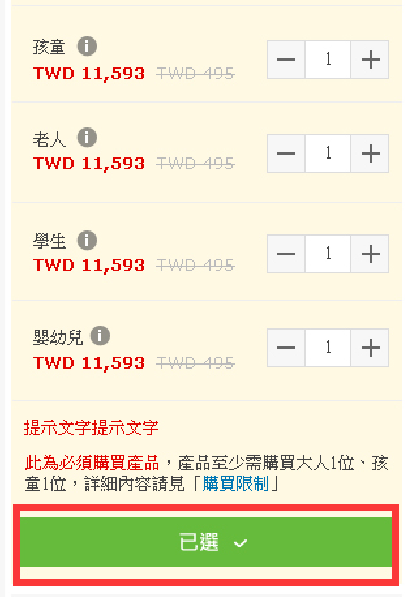 孩童
TWD 11,593 TWD 495
1
老人
TWD 11,593 TWD 495
1
學生
TWD 11,593 TWD 495
1
嬰幼兒
TWD 11,593 TWD 495
1
提示文字提示文字
此為必須購買產品，產品至少需購買大人1位、孩
童1位，詳細內容請見「購買限制」
已選